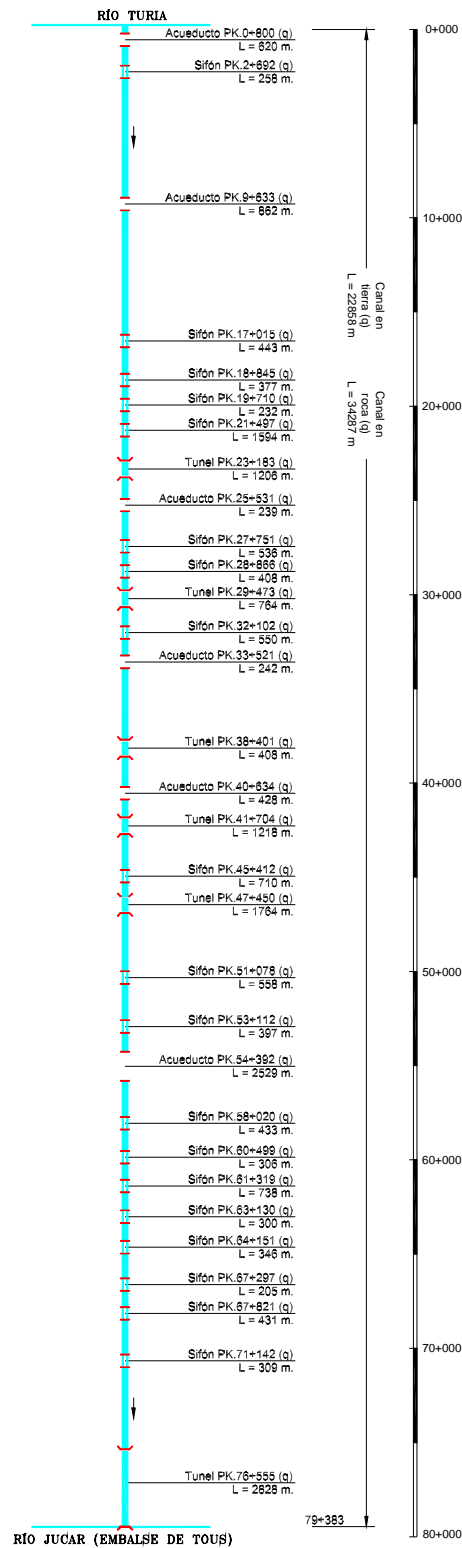 RÍO TURIA
Acueducto PK.0+800 (q)
L = 620 m.
Sifón PK.2+692 (q)
L = 258 m.
Acueducto PK.9+633 (q)
L = 862 m.
Sifón PK.17+015 (q)
L = 443 m.
Sifón PK.18+845 (q)
L = 377 m.
Sifón PK.19+710 (q)
L = 232 m.
Sifón PK.21+497 (q)
L = 1594 m.
Tunel PK.23+183 (q)
L = 1206 m.
Acueducto PK.25+531 (q)
L = 239 m.
Sifón PK.27+751 (q)
L = 536 m.
Sifón PK.28+866 (q)
L = 408 m.
Tunel PK.29+473 (q)
L = 764 m.
Sifón PK.32+102 (q)
L = 550 m.
Acueducto PK.33+521 (q)
L = 242 m.
Tunel PK.38+401 (q)
L = 408 m.
Acueducto PK.40+634 (q)
L = 428 m.
Tunel PK.41+704 (q)
L = 1218 m.
Sifón PK.45+412 (q)
L = 710 m.
Tunel PK.47+450 (q)
L = 1764 m.
Sifón PK.51+078 (q)
L = 558 m.
Sifón PK.53+112 (q)
L = 397 m.
Acueducto PK.54+392 (q)
L = 2529 m.
Sifón PK.58+020 (q)
L = 433 m.
Sifón PK.60+499 (q)
L = 306 m.
Sifón PK.61+319 (q)
L = 738 m.
Sifón PK.63+130 (q)
L = 300 m.
Sifón PK.64+151 (q)
L = 346 m.
Sifón PK.67+297 (q)
L = 205 m.
Sifón PK.67+821 (q)
L = 431 m.
Sifón PK.71+142 (q)
L = 309 m.
Tunel PK.76+555 (q)
L = 2828 m.
RÍO JUCAR (EMBALSE DE TOUS)
Canal en
tierra (q)
L = 22858 m
Canal en
roca (q)
L = 34287 m
79+383
0+000
10+000
20+000
30+000
40+000
50+000
60+000
70+000
80+000